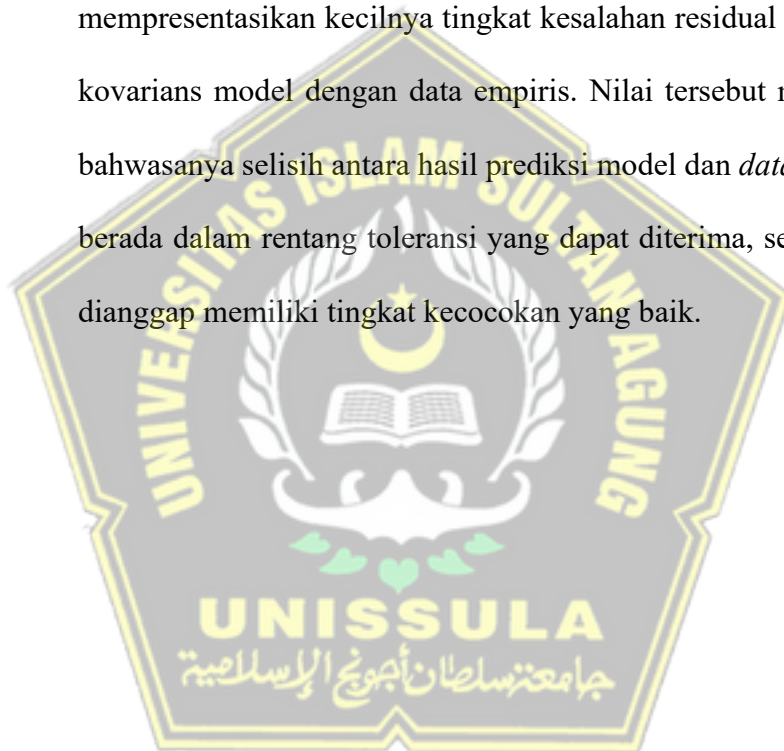 mempresentasikan kecilnya tingkat kesalahan residual
kovarians model dengan data empiris. Nilai tersebut
bahwasanya selisih antara hasil prediksi model dan data
berada dalam rentang toleransi yang dapat diterima, se
dianggap memiliki tingkat kecocokan yang baik.
UNIVERSITAS ISLAM SULTAN AGUNG
UNISSULA
جامعة سلطان أجونج الإسلامية